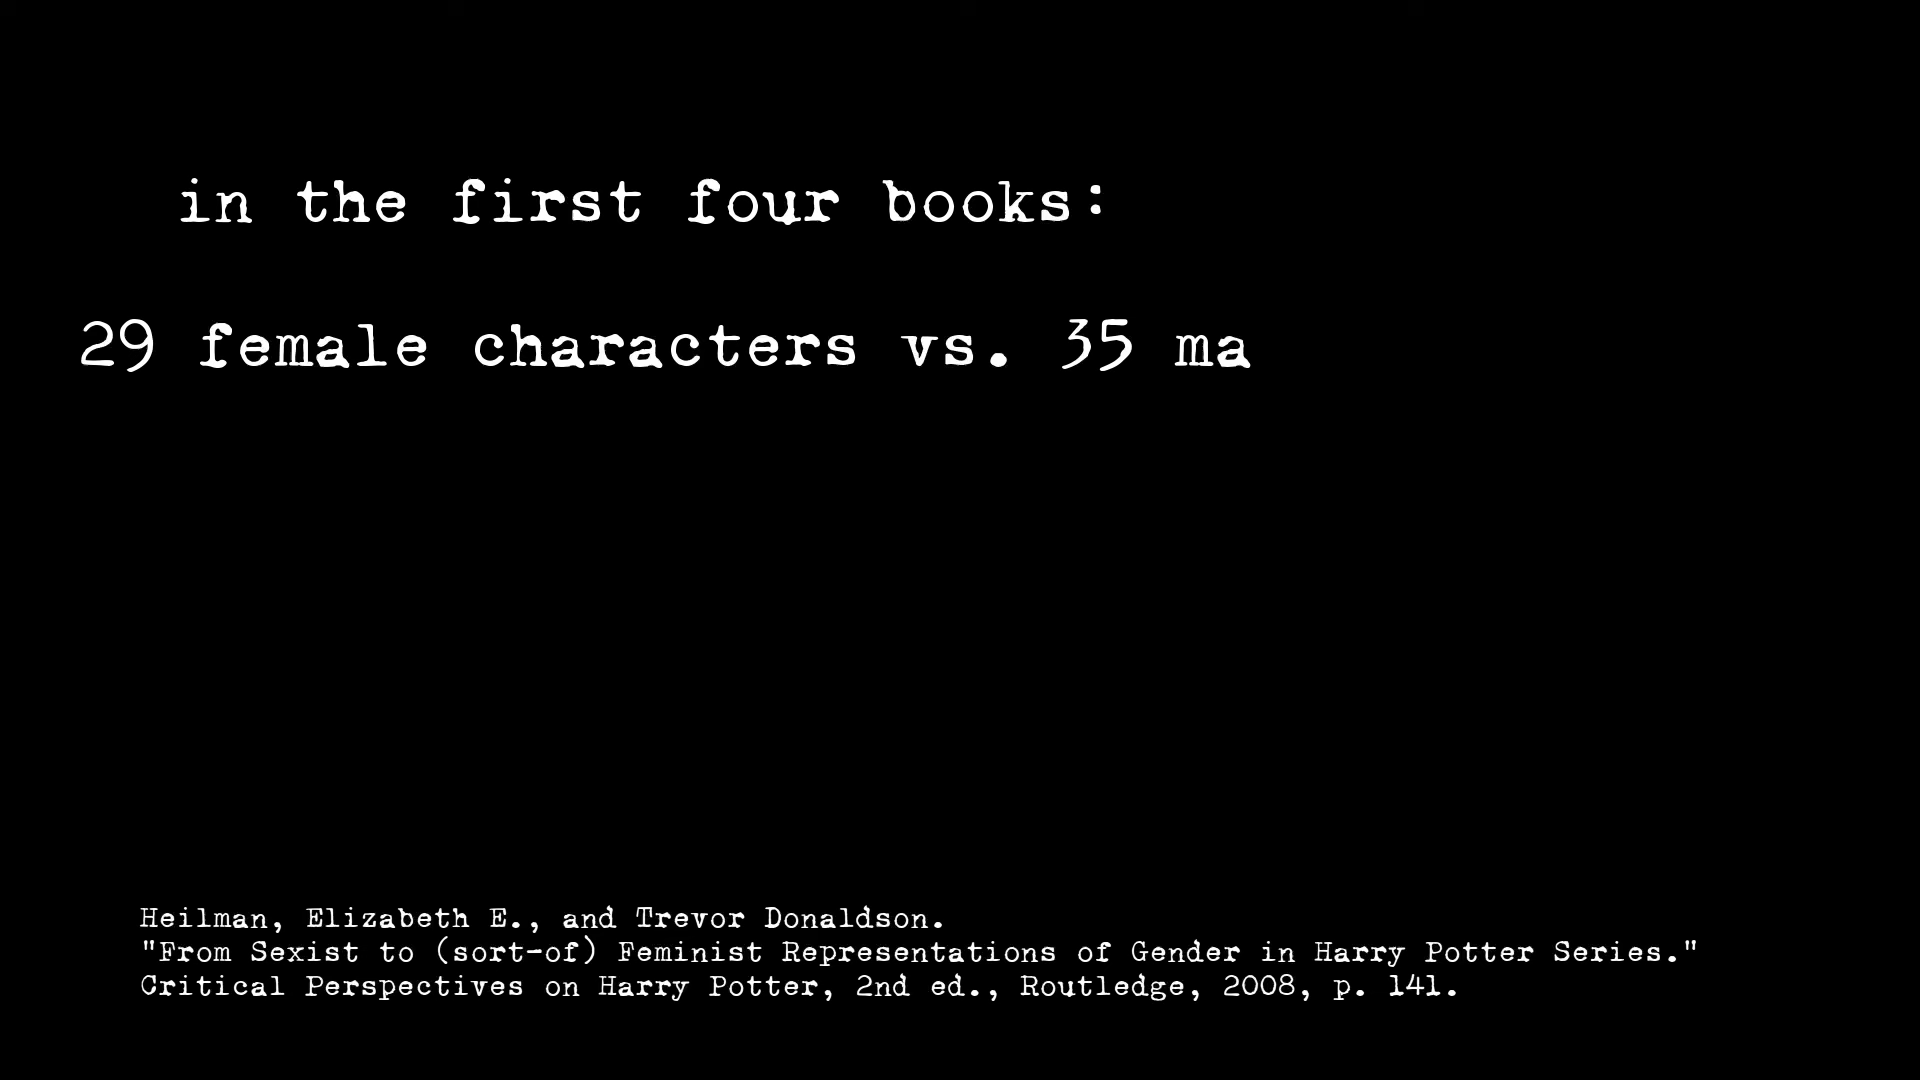 in the first four books:
29 female characters vs. 35 ma
Heilman, Elizabeth E., and Trevor Donaldson.
"From Sexist to (sort-of) Feminist Representations of Gender in Harry Potter Series."
Critical Perspectives on Harry Potter, 2nd ed., Routledge, 2008, p. 141.